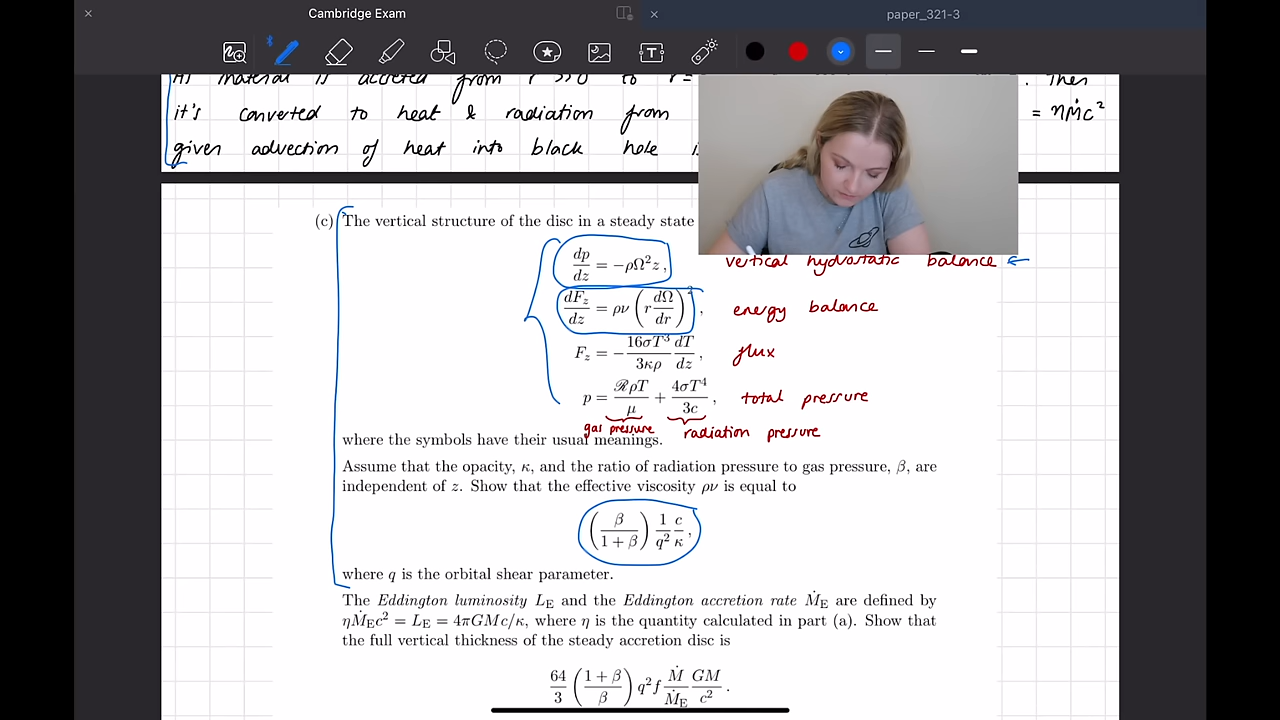 Cambridge Exam
paper_321-3
material is accreted from r >> 0 to r = . Then
it's converted to heat & radiation from = ηṀc²
given advection of heat into black hole
(c) The vertical structure of the disc in a steady state
dp/dz = −ρΩ²z, vertical hydrostatic balance ←
dF_z/dz = ρν (r dΩ/dr)², energy balance
F_z = − 16σT³/3κρ dT/dz, flux
p = ℛρT/μ + 4σT⁴/3c, total pressure
gas pressure radiation pressure
where the symbols have their usual meanings.
Assume that the opacity, κ, and the ratio of radiation pressure to gas pressure, β, are
independent of z. Show that the effective viscosity ρν is equal to
(β/1 + β) 1/q² c/κ,
where q is the orbital shear parameter.
The Eddington luminosity L_E and the Eddington accretion rate Ṁ_E are defined by
ηṀ_Ec² = L_E = 4πGMc/κ, where η is the quantity calculated in part (a). Show that
the full vertical thickness of the steady accretion disc is
64/3 (1 + β/β) q²f Ṁ/Ṁ_E GM/c².